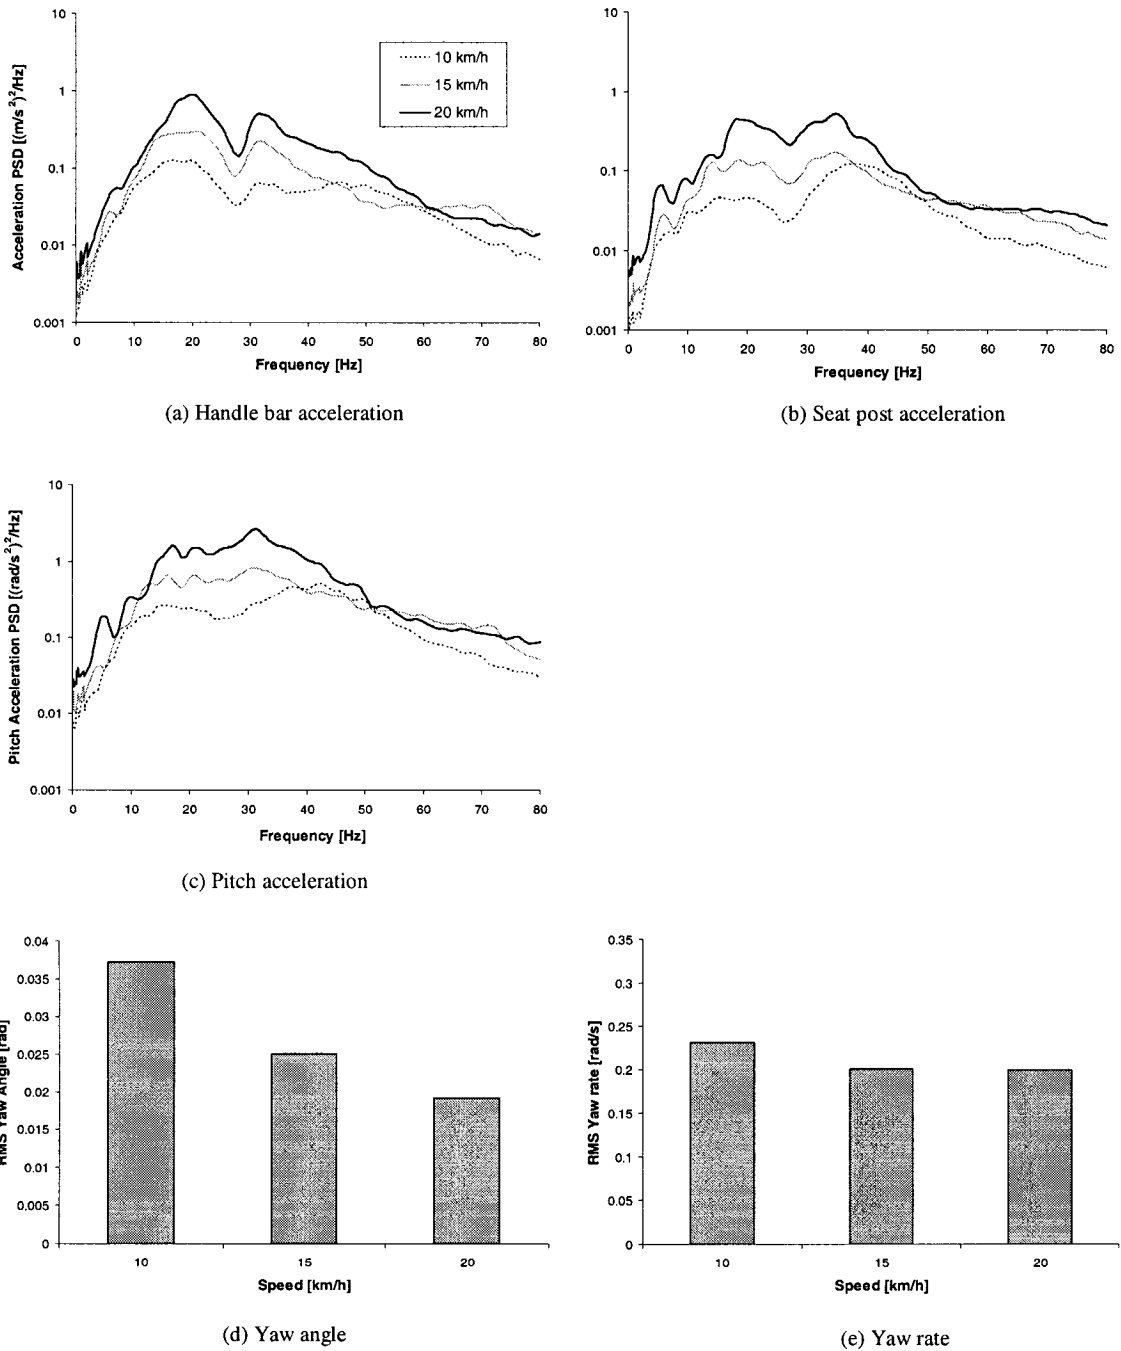 10
1
0.1
0.01
0.001
Acceleration PSD [(m/s²)²/Hz]
10 km/h
15 km/h
20 km/h
0 10 20 30 40 50 60 70 80
Frequency [Hz]
(a) Handle bar acceleration
10
1
0.1
0.01
0.001
0 10 20 30 40 50 60 70 80
Frequency [Hz]
(b) Seat post acceleration
10
1
0.1
0.01
0.001
Pitch Acceleration PSD [(rad/s²)²/Hz]
0 10 20 30 40 50 60 70 80
Frequency [Hz]
(c) Pitch acceleration
0.04
0.035
0.03
0.025
0.02
0.015
0.01
0.005
0
RMS Yaw Angle [rad]
10 15 20
Speed [km/h]
(d) Yaw angle
0.35
0.3
0.25
0.2
0.15
0.1
0.05
0
RMS Yaw rate [rad/s]
10 15 20
Speed [km/h]
(e) Yaw rate